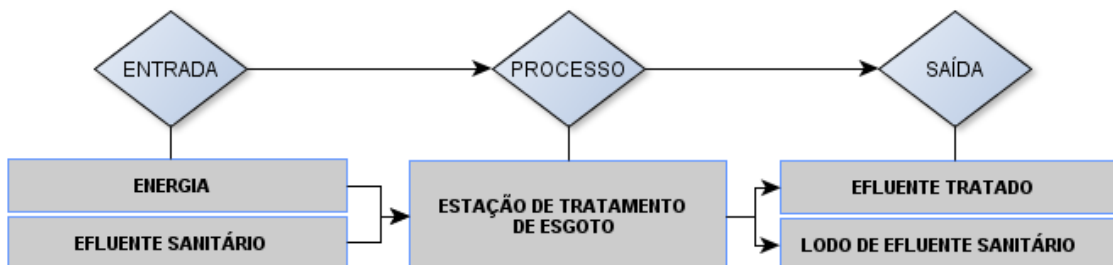 ENTRADA
PROCESSO
SAÍDA
ENERGIA
EFLUENTE SANITÁRIO
ESTAÇÃO DE TRATAMENTO
DE ESGOTO
EFLUENTE TRATADO
LODO DE EFLUENTE SANITÁRIO